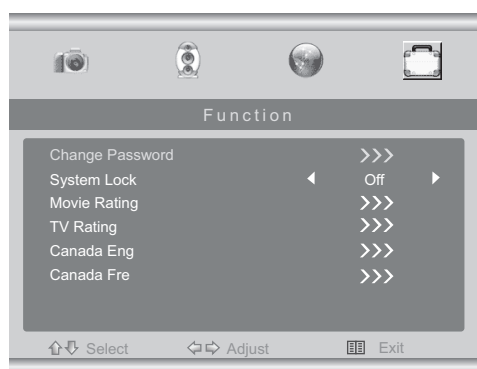 Function
Change Password >>>
System Lock Off
Movie Rating >>>
TV Rating >>>
Canada Eng >>>
Canada Fre >>>
Select Adjust Exit